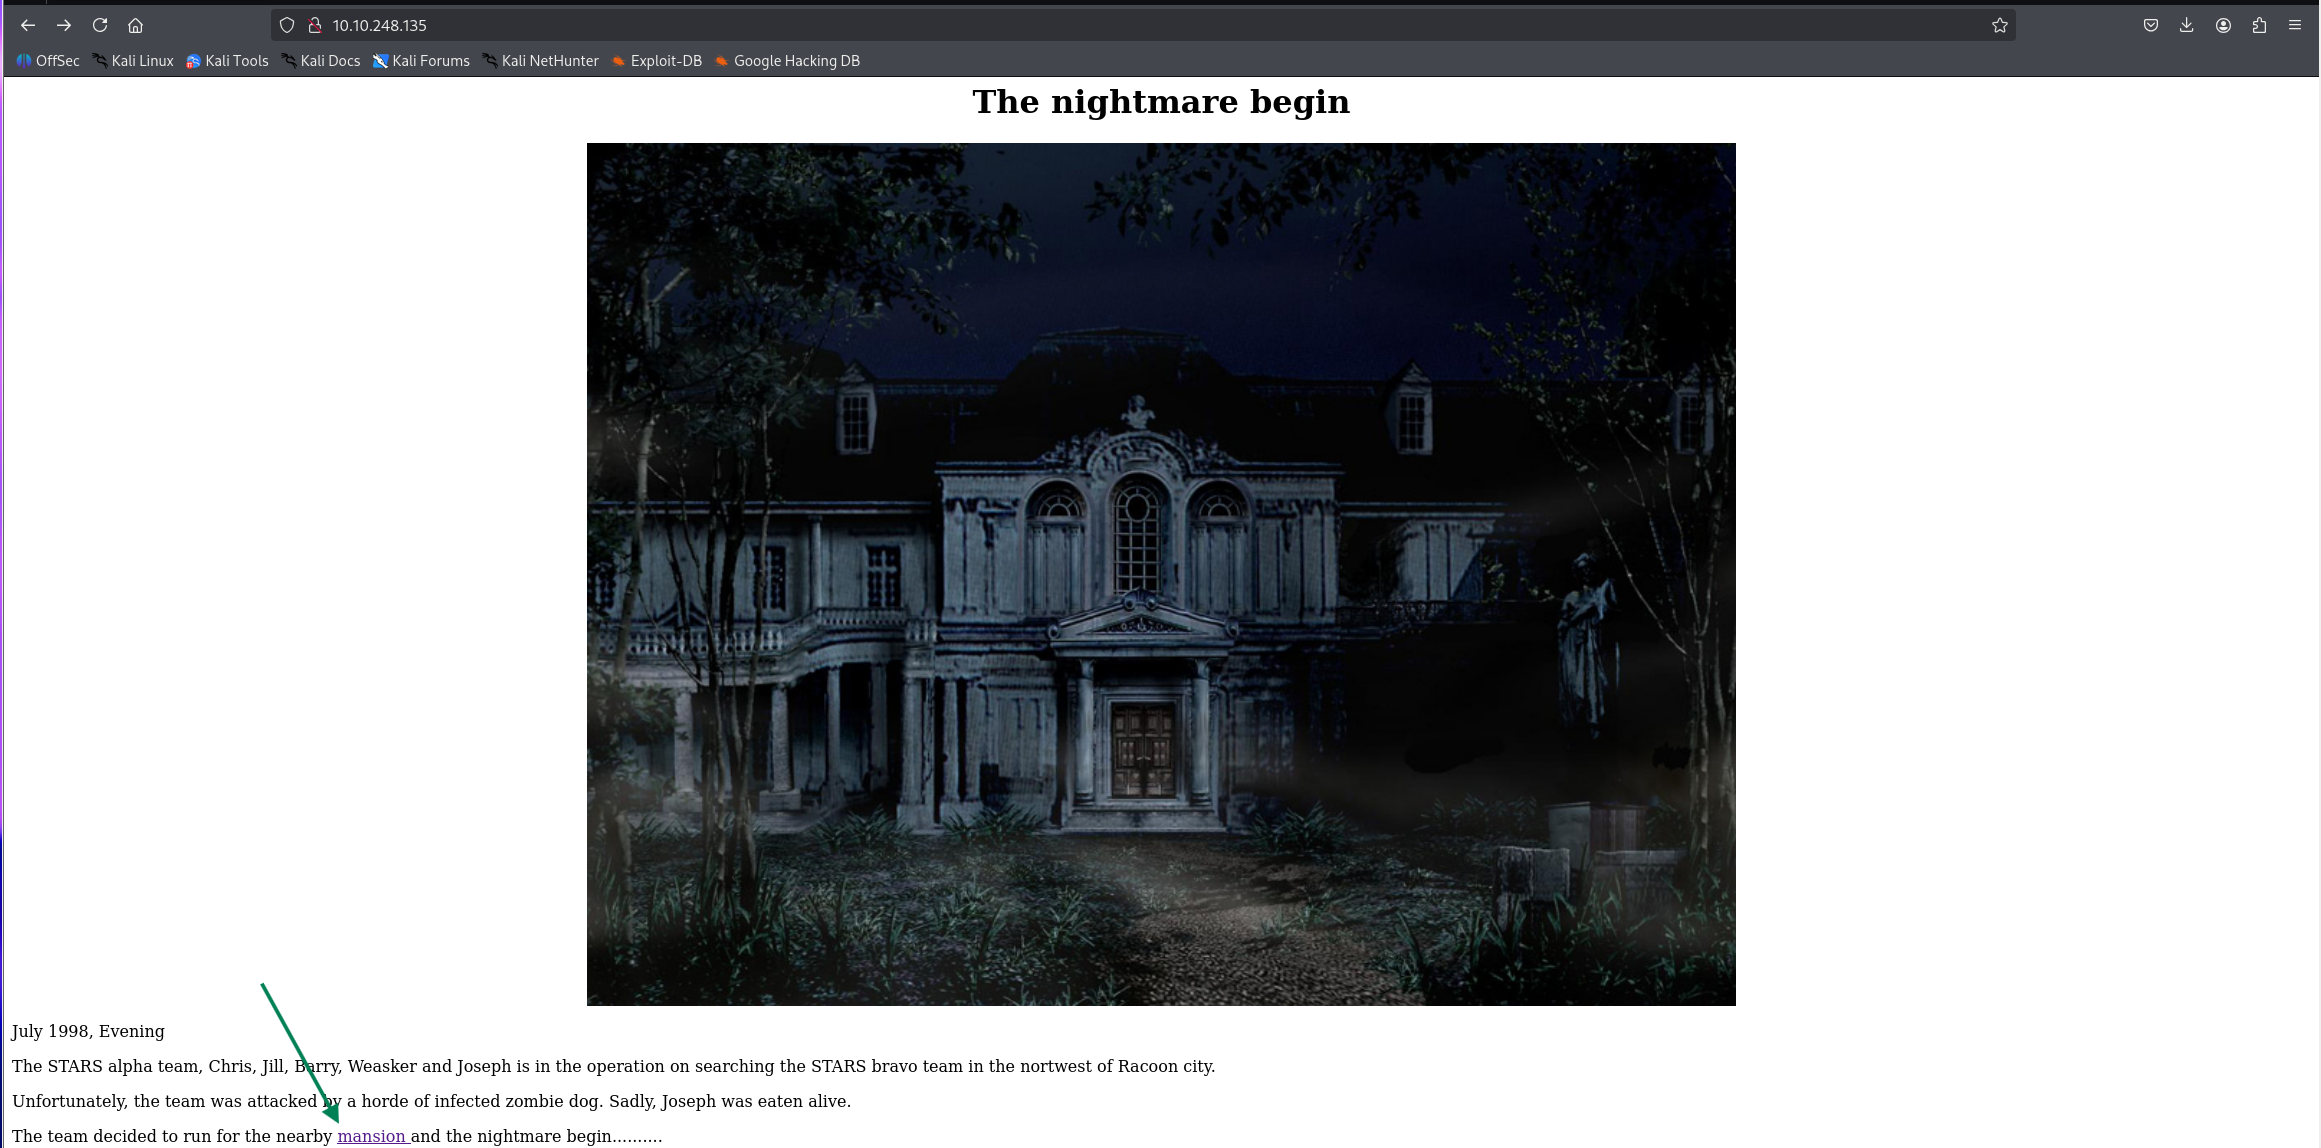 10.10.248.135
OffSec Kali Linux Kali Tools Kali Docs Kali Forums Kali NetHunter Exploit-DB Google Hacking DB
The nightmare begin
July 1998, Evening
The STARS alpha team, Chris, Jill, Barry, Weasker and Joseph is in the operation on searching the STARS bravo team in the nortwest of Racoon city.
Unfortunately, the team was attacked by a horde of infected zombie dog. Sadly, Joseph was eaten alive.
The team decided to run for the nearby mansion and the nightmare begin..........